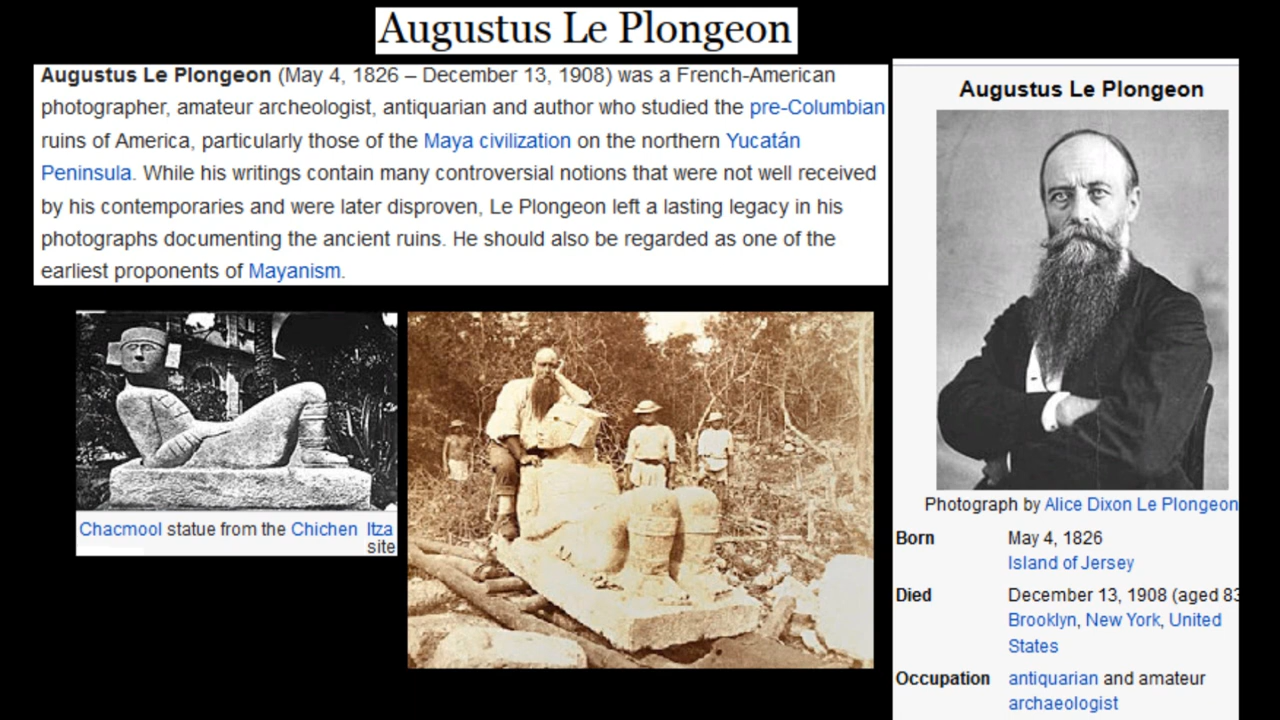 Augustus Le Plongeon
Augustus Le Plongeon (May 4, 1826 – December 13, 1908) was a French-American
photographer, amateur archeologist, antiquarian and author who studied the pre-Columbian
ruins of America, particularly those of the Maya civilization on the northern Yucatán
Peninsula. While his writings contain many controversial notions that were not well received
by his contemporaries and were later disproven, Le Plongeon left a lasting legacy in his
photographs documenting the ancient ruins. He should also be regarded as one of the
earliest proponents of Mayanism.
Chacmool statue from the Chichen Itza
site
Augustus Le Plongeon
Photograph by Alice Dixon Le Plongeon
Born May 4, 1826
Island of Jersey
Died December 13, 1908 (aged 83
Brooklyn, New York, United
States
Occupation antiquarian and amateur
archaeologist